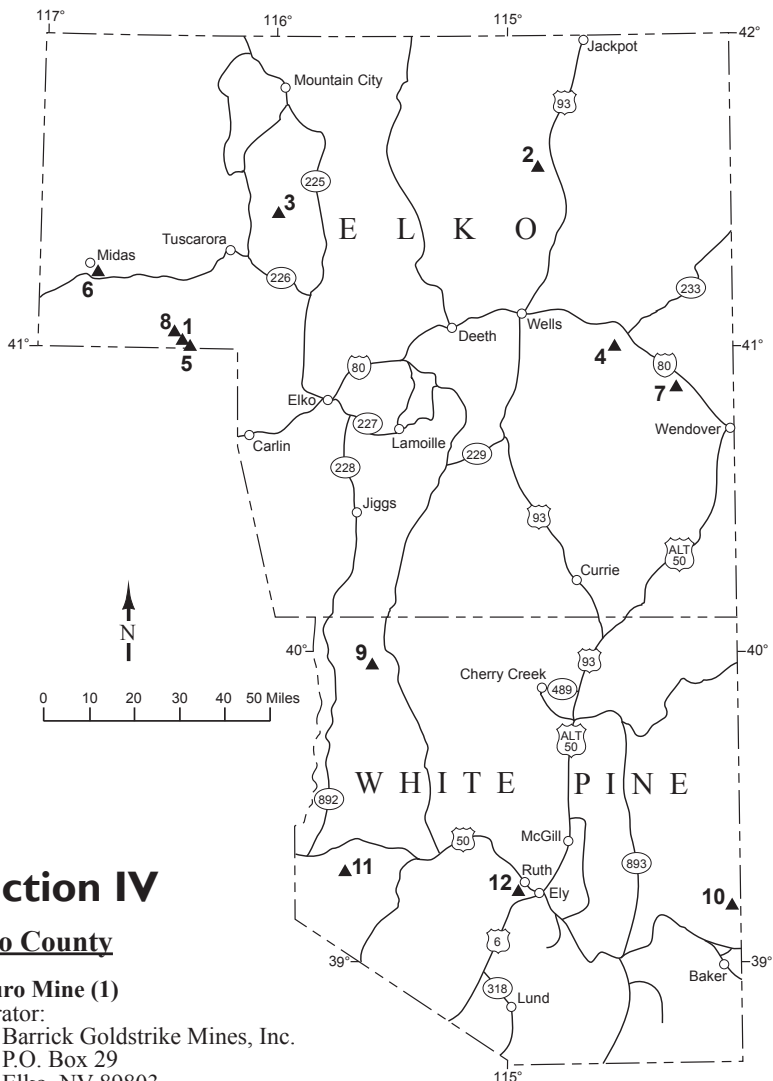 117°
116°
115°
42°
Jackpot
Mountain City
93
2
225
3
E L K O
Tuscarora
Midas
226
233
6
8
1
Wells
Deeth
41°
5
4
41°
80
80
7
Elko
227
Wendover
Carlin
Lamoille
229
228
Jiggs
93
ALT
50
Currie
N
40°
9
93
40°
Cherry Creek
489
0 10 20 30 40 50 Miles
ALT
50
W H I T E P I N E
892
50
McGill
893
11
Ruth
12
Ely
10
6
39°
39°
Baker
318
Lund
115°
ction IV
o County
uro Mine (1)
rator:
Barrick Goldstrike Mines, Inc.
P.O. Box 29